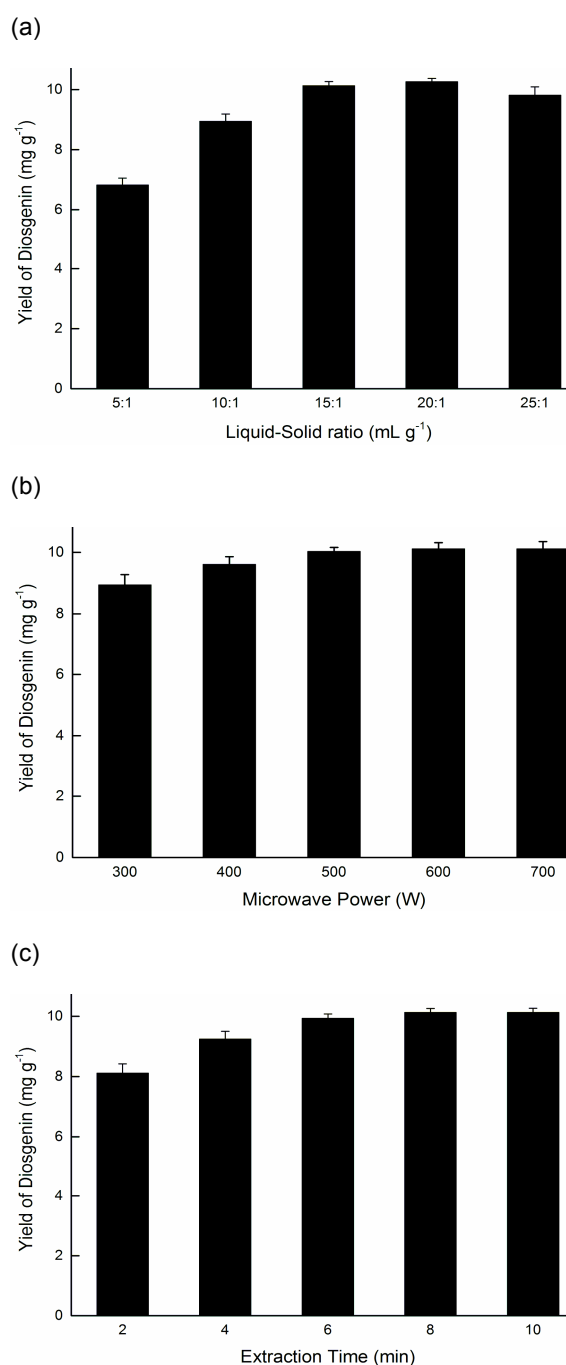 (a)
Yield of Diosgenin (mg g⁻¹)
10
8
6
4
2
0
5:1 10:1 15:1 20:1 25:1
Liquid-Solid ratio (mL g⁻¹)
(b)
Yield of Diosgenin (mg g⁻¹)
10
8
6
4
2
0
300 400 500 600 700
Microwave Power (W)
(c)
Yield of Diosgenin (mg g⁻¹)
10
8
6
4
2
0
2 4 6 8 10
Extraction Time (min)